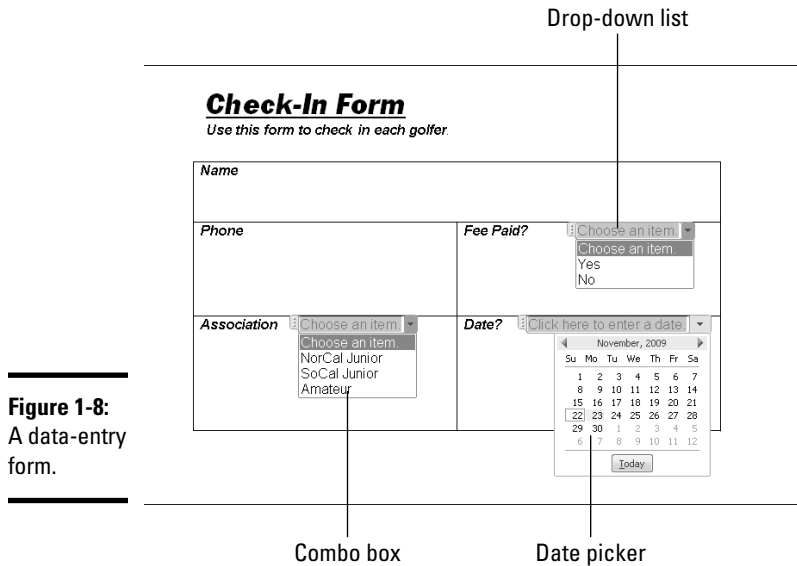 Drop-down list
Check-In Form
Use this form to check in each golfer.
Name
Phone
Fee Paid?
Choose an item.
Choose an item.
Yes
No
Association
Choose an item.
Choose an item.
NorCal Junior
SoCal Junior
Amateur
Date?
Click here to enter a date.
November, 2009
Su Mo Tu We Th Fr Sa
1 2 3 4 5 6 7
8 9 10 11 12 13 14
15 16 17 18 19 20 21
22 23 24 25 26 27 28
29 30 1 2 3 4 5
6 7 8 9 10 11 12
Today
Figure 1-8:
A data-entry
form.
Combo box
Date picker